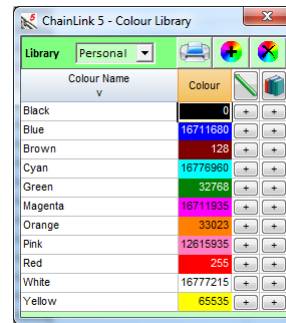 ChainLink 5 - Colour Library
Library Personal
Colour Name Colour
v
Black 0 + +
Blue 16711680 + +
Brown 128 + +
Cyan 16776960 + +
Green 32768 + +
Magenta 16711935 + +
Orange 33023 + +
Pink 12615935 + +
Red 255 + +
White 16777215 + +
Yellow 65535 + +